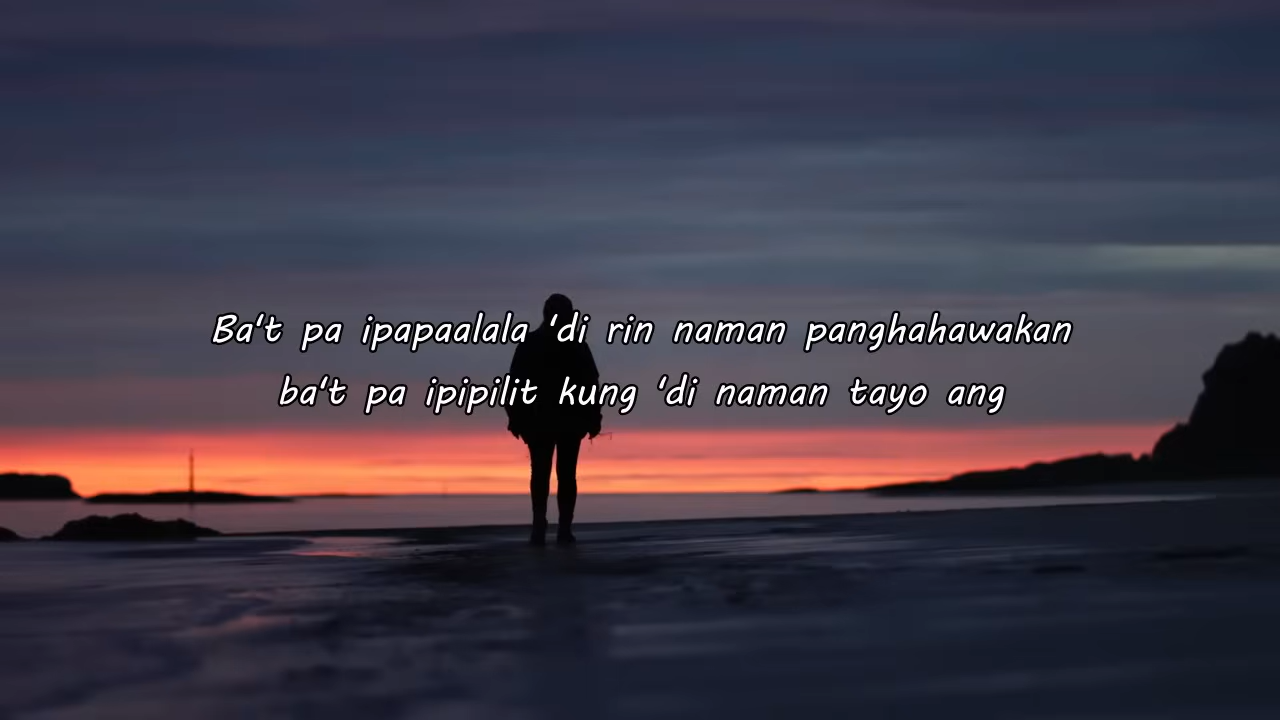 Ba't pa ipapaalala 'di rin naman panghahawakan
ba't pa ipipilit kung 'di naman tayo ang